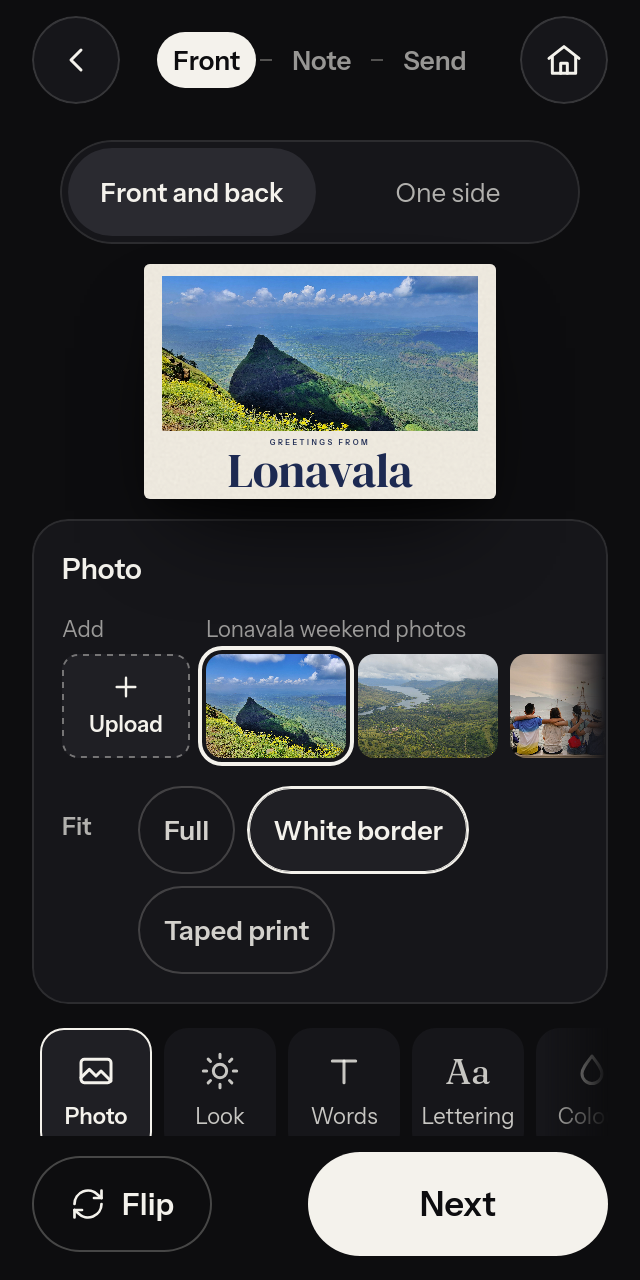 Front
Note
Send
Front and back
One side
GREETINGS FROM
Lonavala
Photo
Add
Lonavala weekend photos
Upload
Fit
Full
White border
Taped print
Photo
Look
Words
Aa
Lettering
Flip
Next